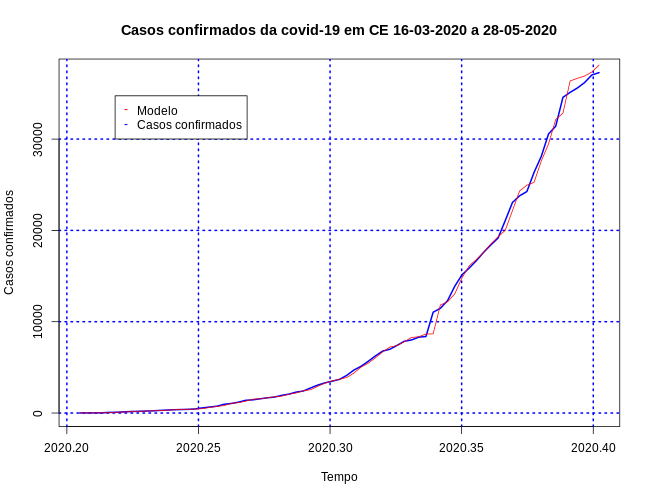 Casos confirmados da covid-19 em CE 16-03-2020 a 28-05-2020
- Modelo
- Casos confirmados
Casos confirmados
30000
20000
10000
0
2020.20 2020.25 2020.30 2020.35 2020.40
Tempo